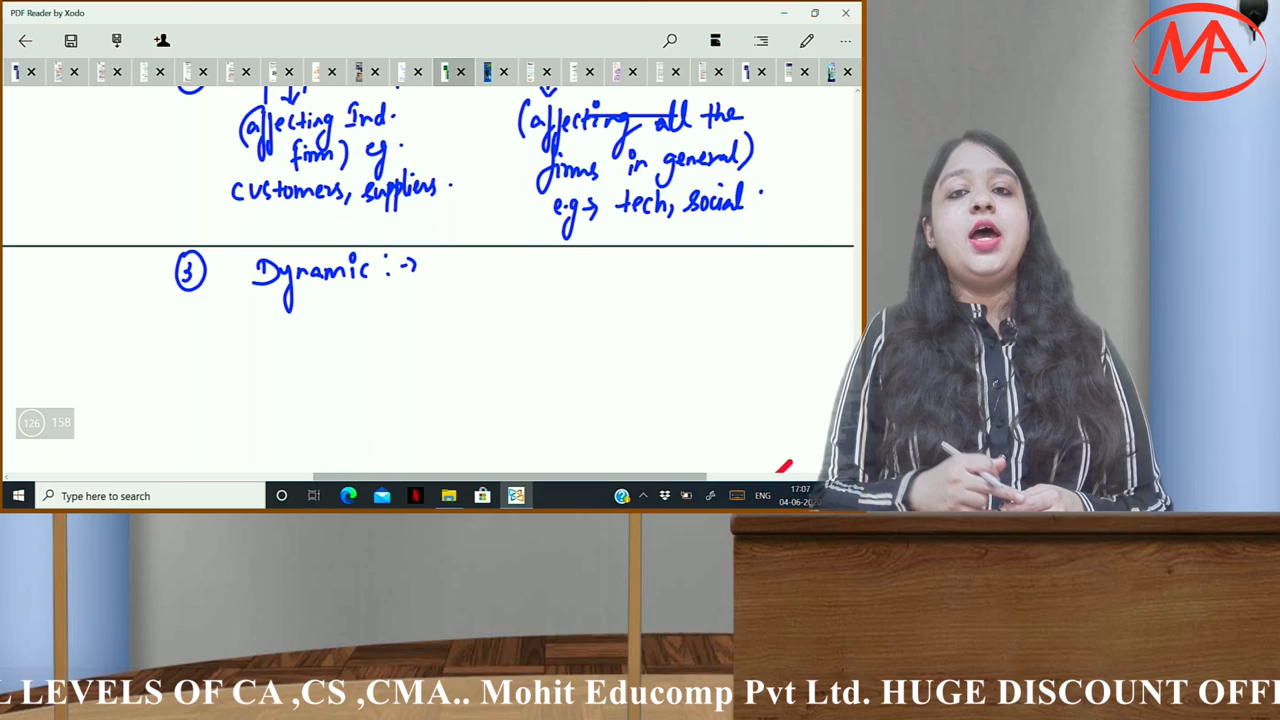 PDF Reader by Xodo
MA
(affecting Ind.
firm) eg.
customers, suppliers.
(affecting all the
firms in general)
e.g → tech, social.
③ Dynamic :→
126 158
Type here to search
ENG
17:07
L LEVELS OF CA ,CS ,CMA.. Mohit Educomp Pvt Ltd. HUGE DISCOUNT OFF